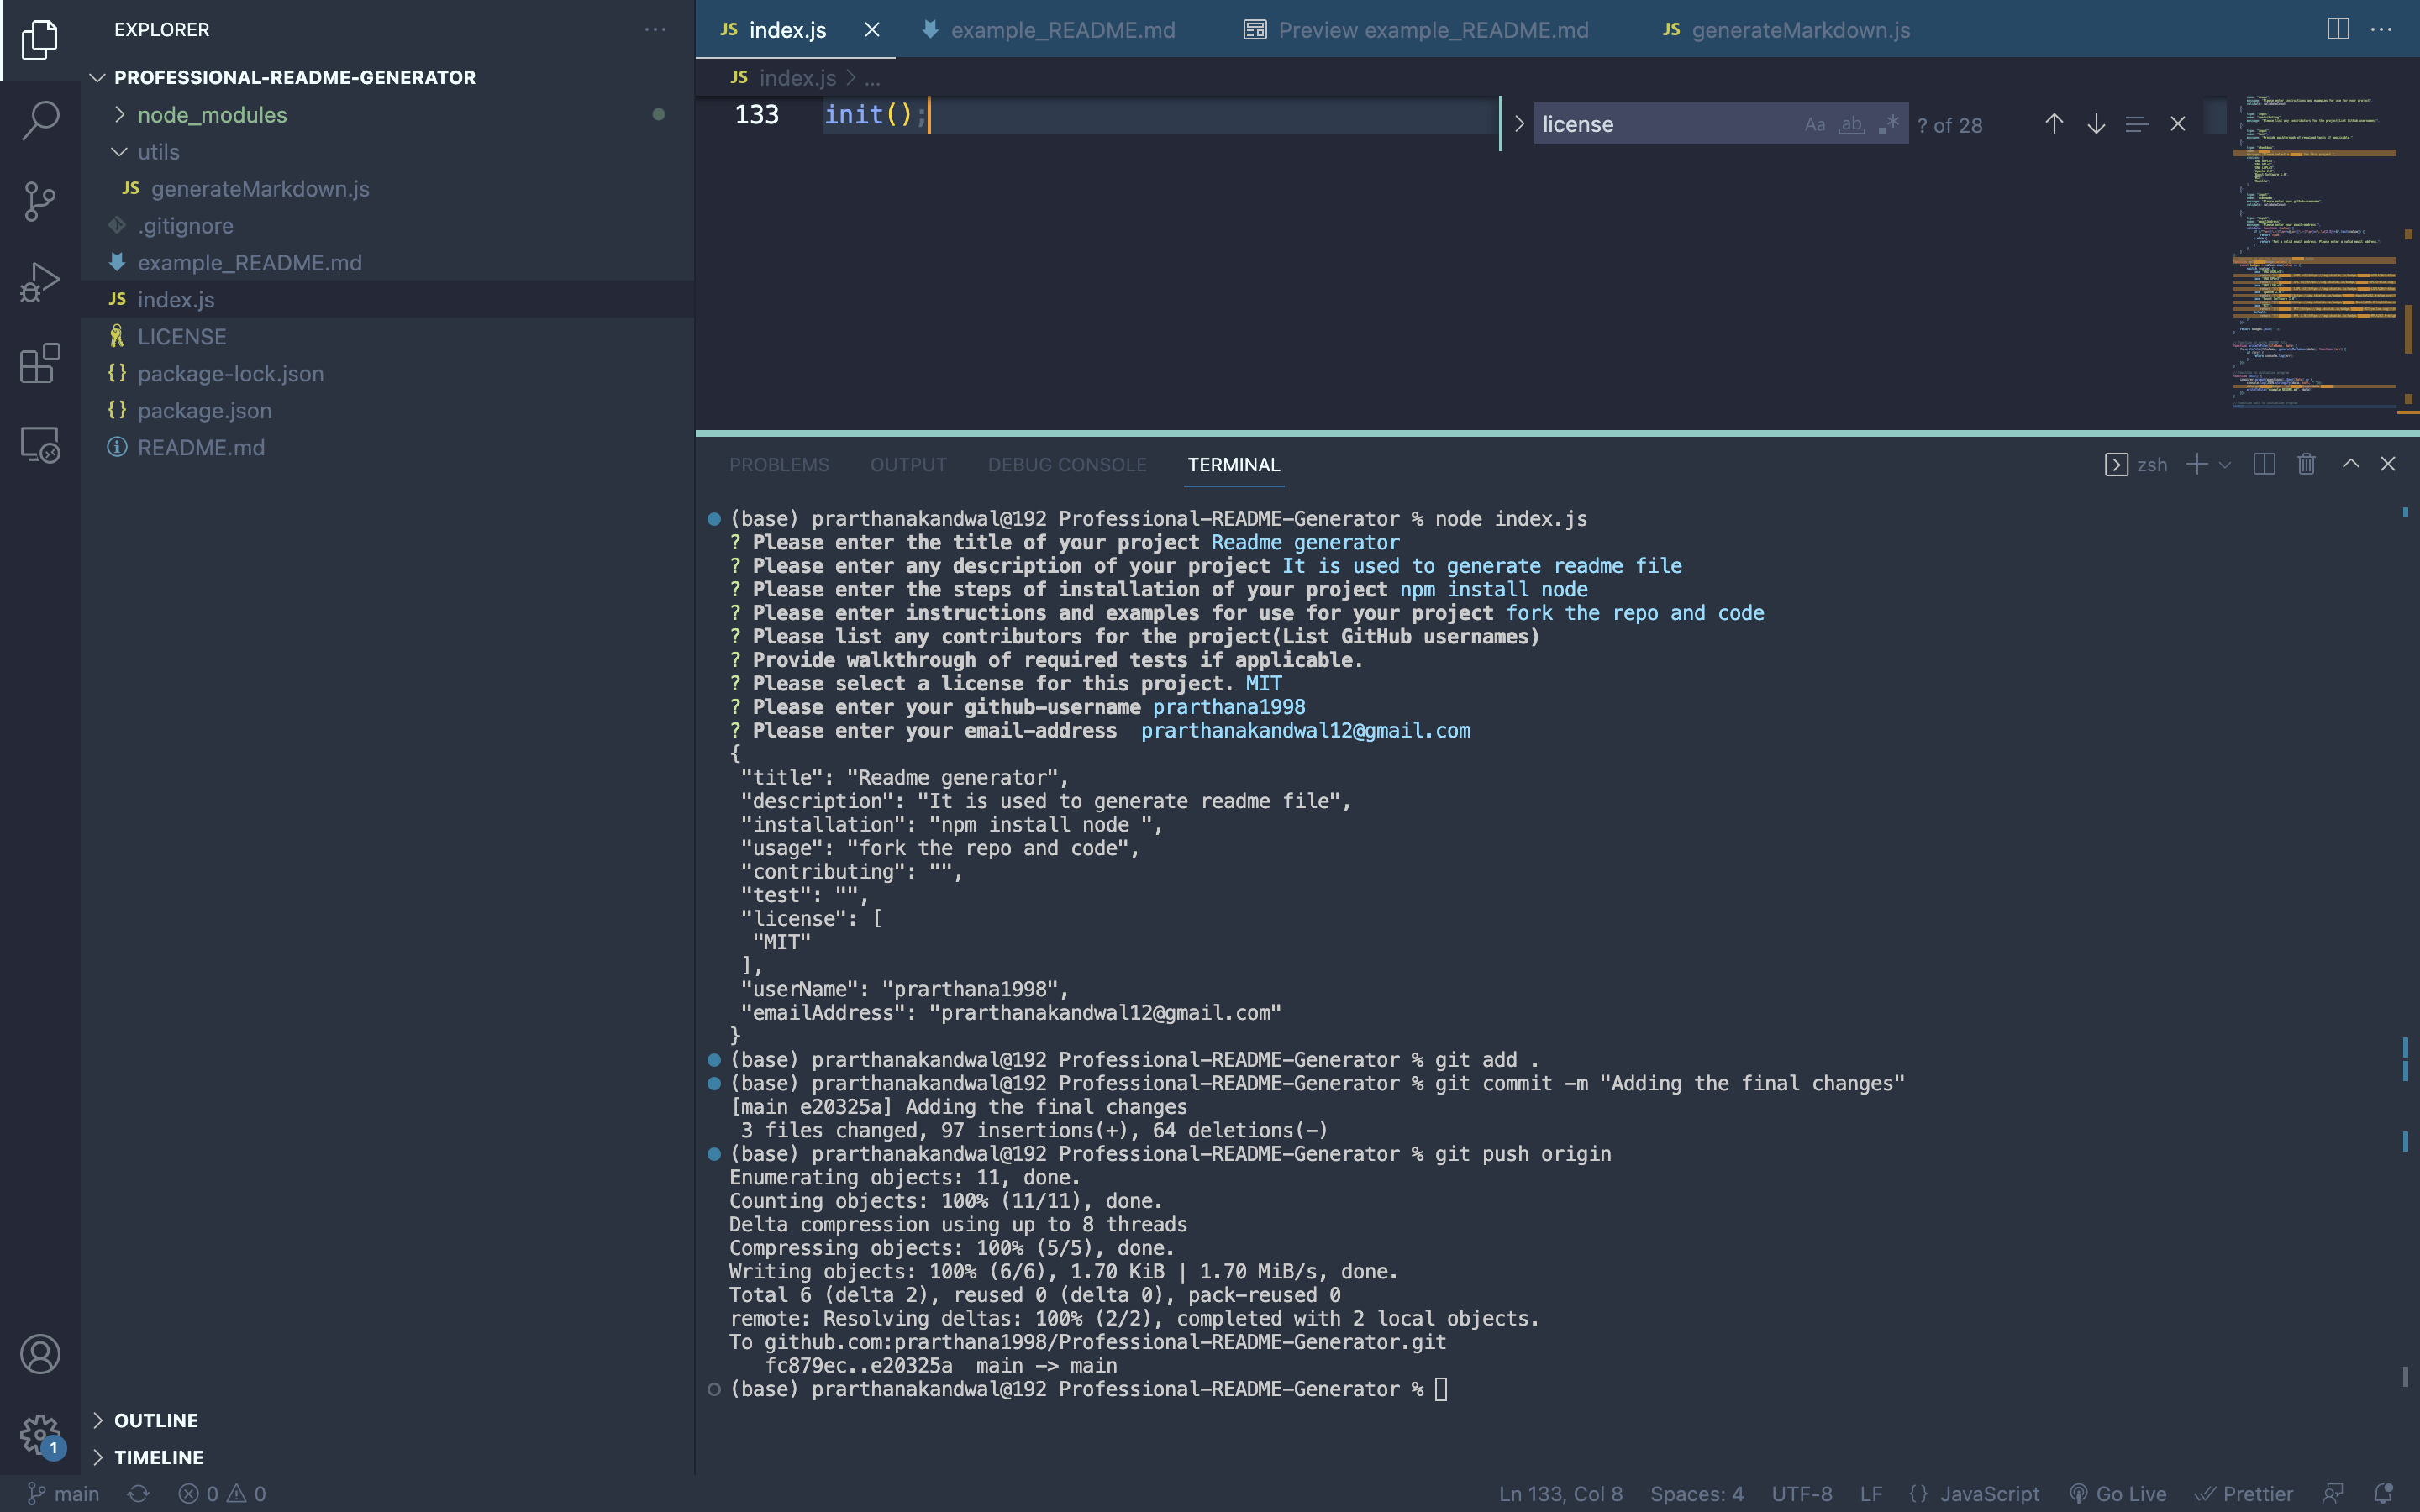 EXPLORER
PROFESSIONAL-README-GENERATOR
node_modules
utils
JS generateMarkdown.js
.gitignore
example_README.md
JS index.js
LICENSE
{} package-lock.json
{} package.json
README.md
OUTLINE
TIMELINE
JS index.js
example_README.md
Preview example_README.md
JS generateMarkdown.js
JS index.js > ...
133 init();
license Aa ab .* ? of 28
PROBLEMS OUTPUT DEBUG CONSOLE TERMINAL zsh
(base) prarthanakandwal@192 Professional-README-Generator % node index.js
? Please enter the title of your project Readme generator
? Please enter any description of your project It is used to generate readme file
? Please enter the steps of installation of your project npm install node
? Please enter instructions and examples for use for your project fork the repo and code
? Please list any contributors for the project(List GitHub usernames)
? Provide walkthrough of required tests if applicable.
? Please select a license for this project. MIT
? Please enter your github-username prarthana1998
? Please enter your email-address  prarthanakandwal12@gmail.com
{
"title": "Readme generator",
"description": "It is used to generate readme file",
"installation": "npm install node ",
"usage": "fork the repo and code",
"contributing": "",
"test": "",
"license": [
"MIT"
],
"userName": "prarthana1998",
"emailAddress": "prarthanakandwal12@gmail.com"
}
(base) prarthanakandwal@192 Professional-README-Generator % git add .
(base) prarthanakandwal@192 Professional-README-Generator % git commit -m "Adding the final changes"
[main e20325a] Adding the final changes
3 files changed, 97 insertions(+), 64 deletions(-)
(base) prarthanakandwal@192 Professional-README-Generator % git push origin
Enumerating objects: 11, done.
Counting objects: 100% (11/11), done.
Delta compression using up to 8 threads
Compressing objects: 100% (5/5), done.
Writing objects: 100% (6/6), 1.70 KiB | 1.70 MiB/s, done.
Total 6 (delta 2), reused 0 (delta 0), pack-reused 0
remote: Resolving deltas: 100% (2/2), completed with 2 local objects.
To github.com:prarthana1998/Professional-README-Generator.git
fc879ec..e20325a  main -> main
(base) prarthanakandwal@192 Professional-README-Generator %
1
main 0 0 Ln 133, Col 8 Spaces: 4 UTF-8 LF {} JavaScript Go Live Prettier